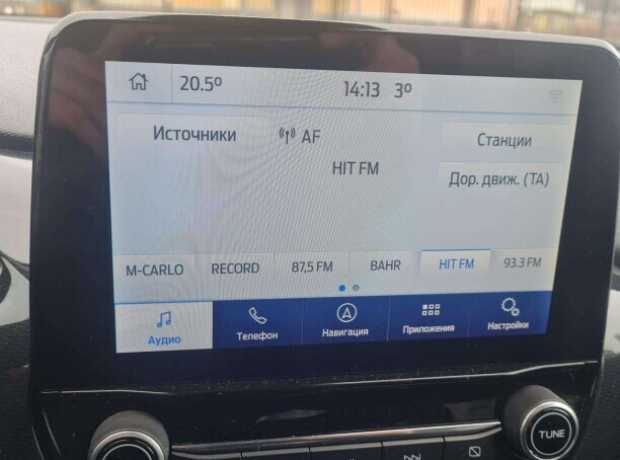 20.5° 14:13 3°
Источники AF Станции
HIT FM
Дор. движ. (TA)
M-CARLO RECORD 87,5 FM BAHR HIT FM 93.3 FM
Аудио Телефон Навигация Приложения Настройки
TUNE